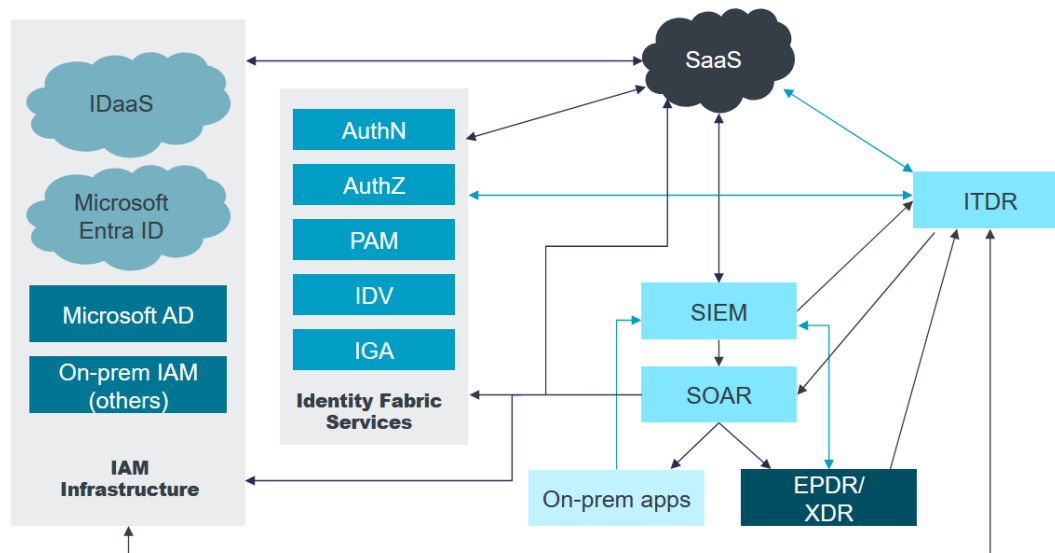 IDaaS
Microsoft
Entra ID
Microsoft AD
On-prem IAM
(others)
IAM
Infrastructure
AuthN
AuthZ
PAM
IDV
IGA
Identity Fabric
Services
SaaS
ITDR
SIEM
SOAR
On-prem apps
EPDR/
XDR